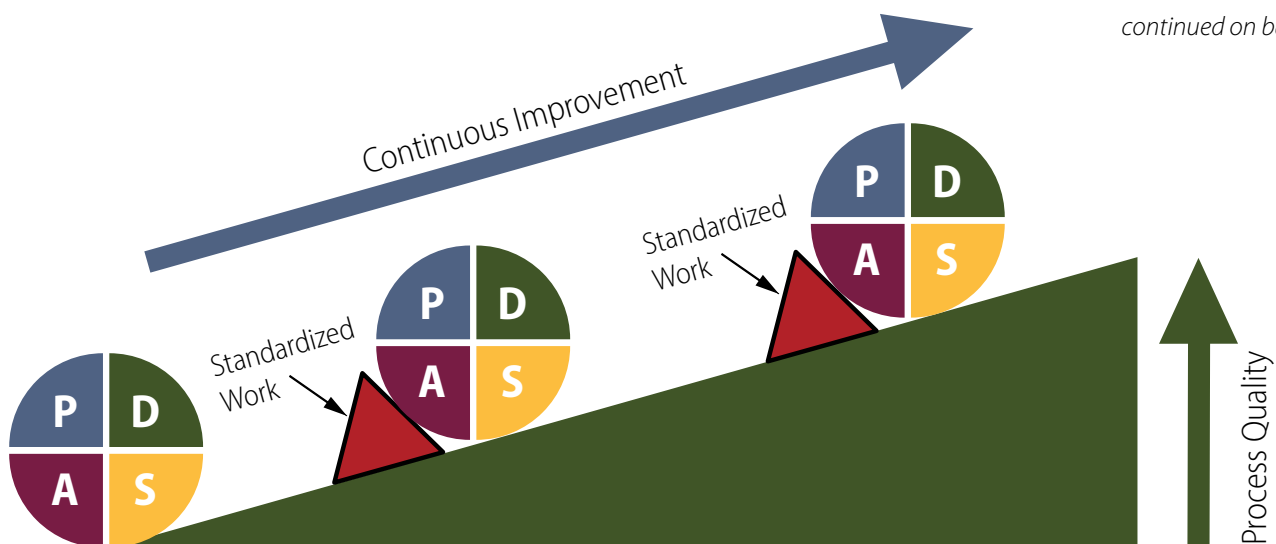 continued on b
Continuous Improvement
P D
A S
Standardized
Work
P D
A S
Standardized
Work
P D
A S
Process Quality